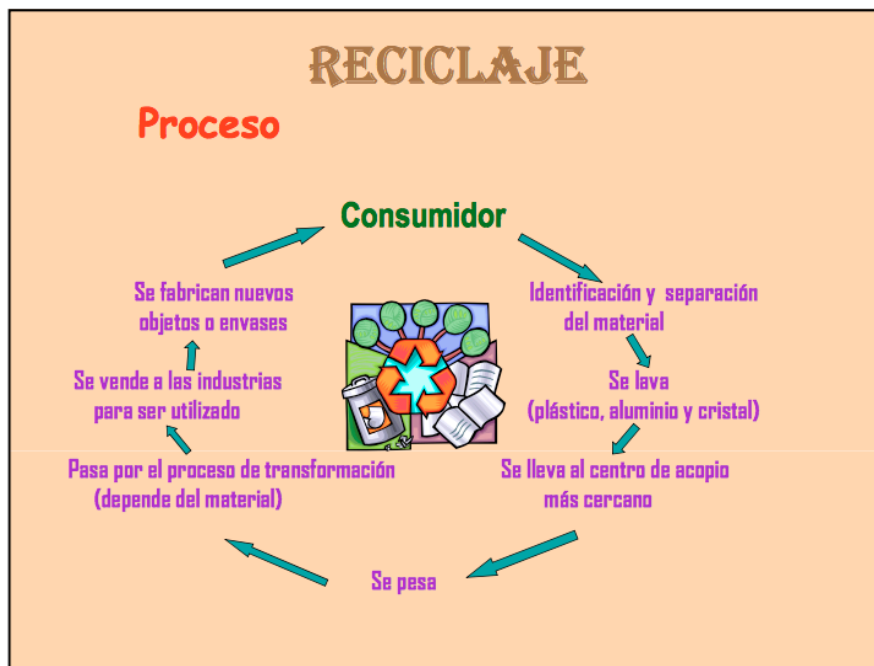 RECICLAJE
Proceso
Consumidor
Identificación y separación
del material
Se lava
(plástico, aluminio y cristal)
Se lleva al centro de acopio
más cercano
Se pesa
Pasa por el proceso de transformación
(depende del material)
Se vende a las industrias
para ser utilizado
Se fabrican nuevos
objetos o envases